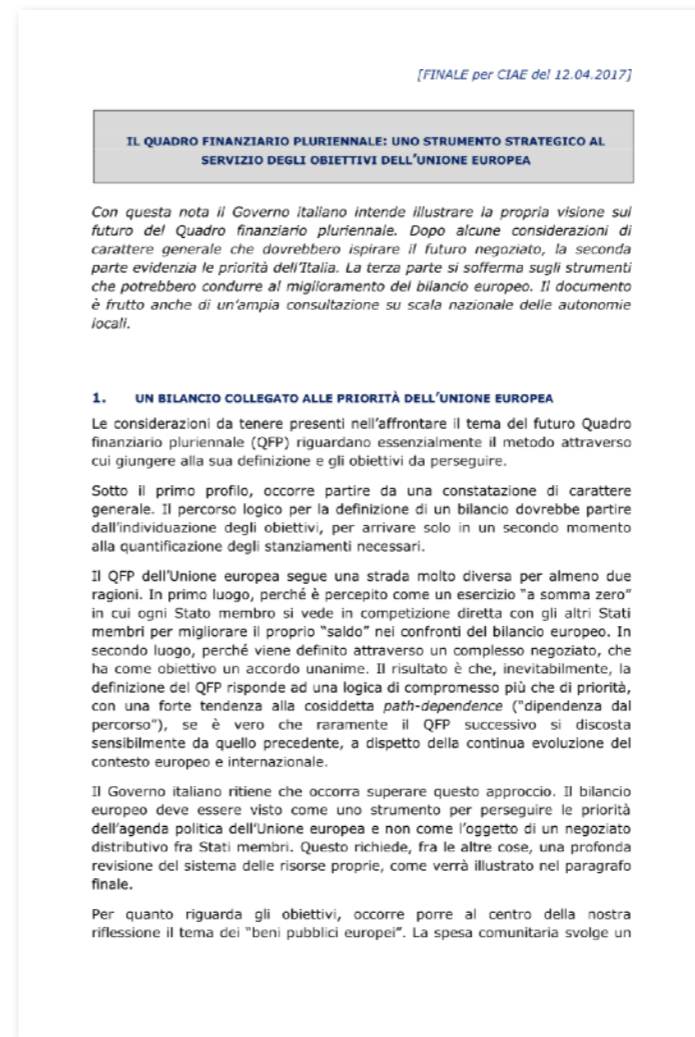 [FINALE per CIAE del 12.04.2017]
IL QUADRO FINANZIARIO PLURIENNALE: UNO STRUMENTO STRATEGICO AL
SERVIZIO DEGLI OBIETTIVI DELL'UNIONE EUROPEA
Con questa nota il Governo italiano intende illustrare la propria visione sul
futuro del Quadro finanziario pluriennale. Dopo alcune considerazioni di
carattere generale che dovrebbero ispirare il futuro negoziato, la seconda
parte evidenzia le priorità dell'Italia. La terza parte si sofferma sugli strumenti
che potrebbero condurre al miglioramento del bilancio europeo. Il documento
è frutto anche di un'ampia consultazione su scala nazionale delle autonomie
locali.
1. UN BILANCIO COLLEGATO ALLE PRIORITÀ DELL'UNIONE EUROPEA
Le considerazioni da tenere presenti nell'affrontare il tema del futuro Quadro
finanziario pluriennale (QFP) riguardano essenzialmente il metodo attraverso
cui giungere alla sua definizione e gli obiettivi da perseguire.
Sotto il primo profilo, occorre partire da una constatazione di carattere
generale. Il percorso logico per la definizione di un bilancio dovrebbe partire
dall'individuazione degli obiettivi, per arrivare solo in un secondo momento
alla quantificazione degli stanziamenti necessari.
Il QFP dell'Unione europea segue una strada molto diversa per almeno due
ragioni. In primo luogo, perché è percepito come un esercizio "a somma zero"
in cui ogni Stato membro si vede in competizione diretta con gli altri Stati
membri per migliorare il proprio "saldo" nei confronti del bilancio europeo. In
secondo luogo, perché viene definito attraverso un complesso negoziato, che
ha come obiettivo un accordo unanime. Il risultato è che, inevitabilmente, la
definizione del QFP risponde ad una logica di compromesso più che di priorità,
con una forte tendenza alla cosiddetta path-dependence ("dipendenza dal
percorso"), se è vero che raramente il QFP successivo si discosta
sensibilmente da quello precedente, a dispetto della continua evoluzione del
contesto europeo e internazionale.
Il Governo italiano ritiene che occorra superare questo approccio. Il bilancio
europeo deve essere visto come uno strumento per perseguire le priorità
dell'agenda politica dell'Unione europea e non come l'oggetto di un negoziato
distributivo fra Stati membri. Questo richiede, fra le altre cose, una profonda
revisione del sistema delle risorse proprie, come verrà illustrato nel paragrafo
finale.
Per quanto riguarda gli obiettivi, occorre porre al centro della nostra
riflessione il tema dei "beni pubblici europei". La spesa comunitaria svolge un